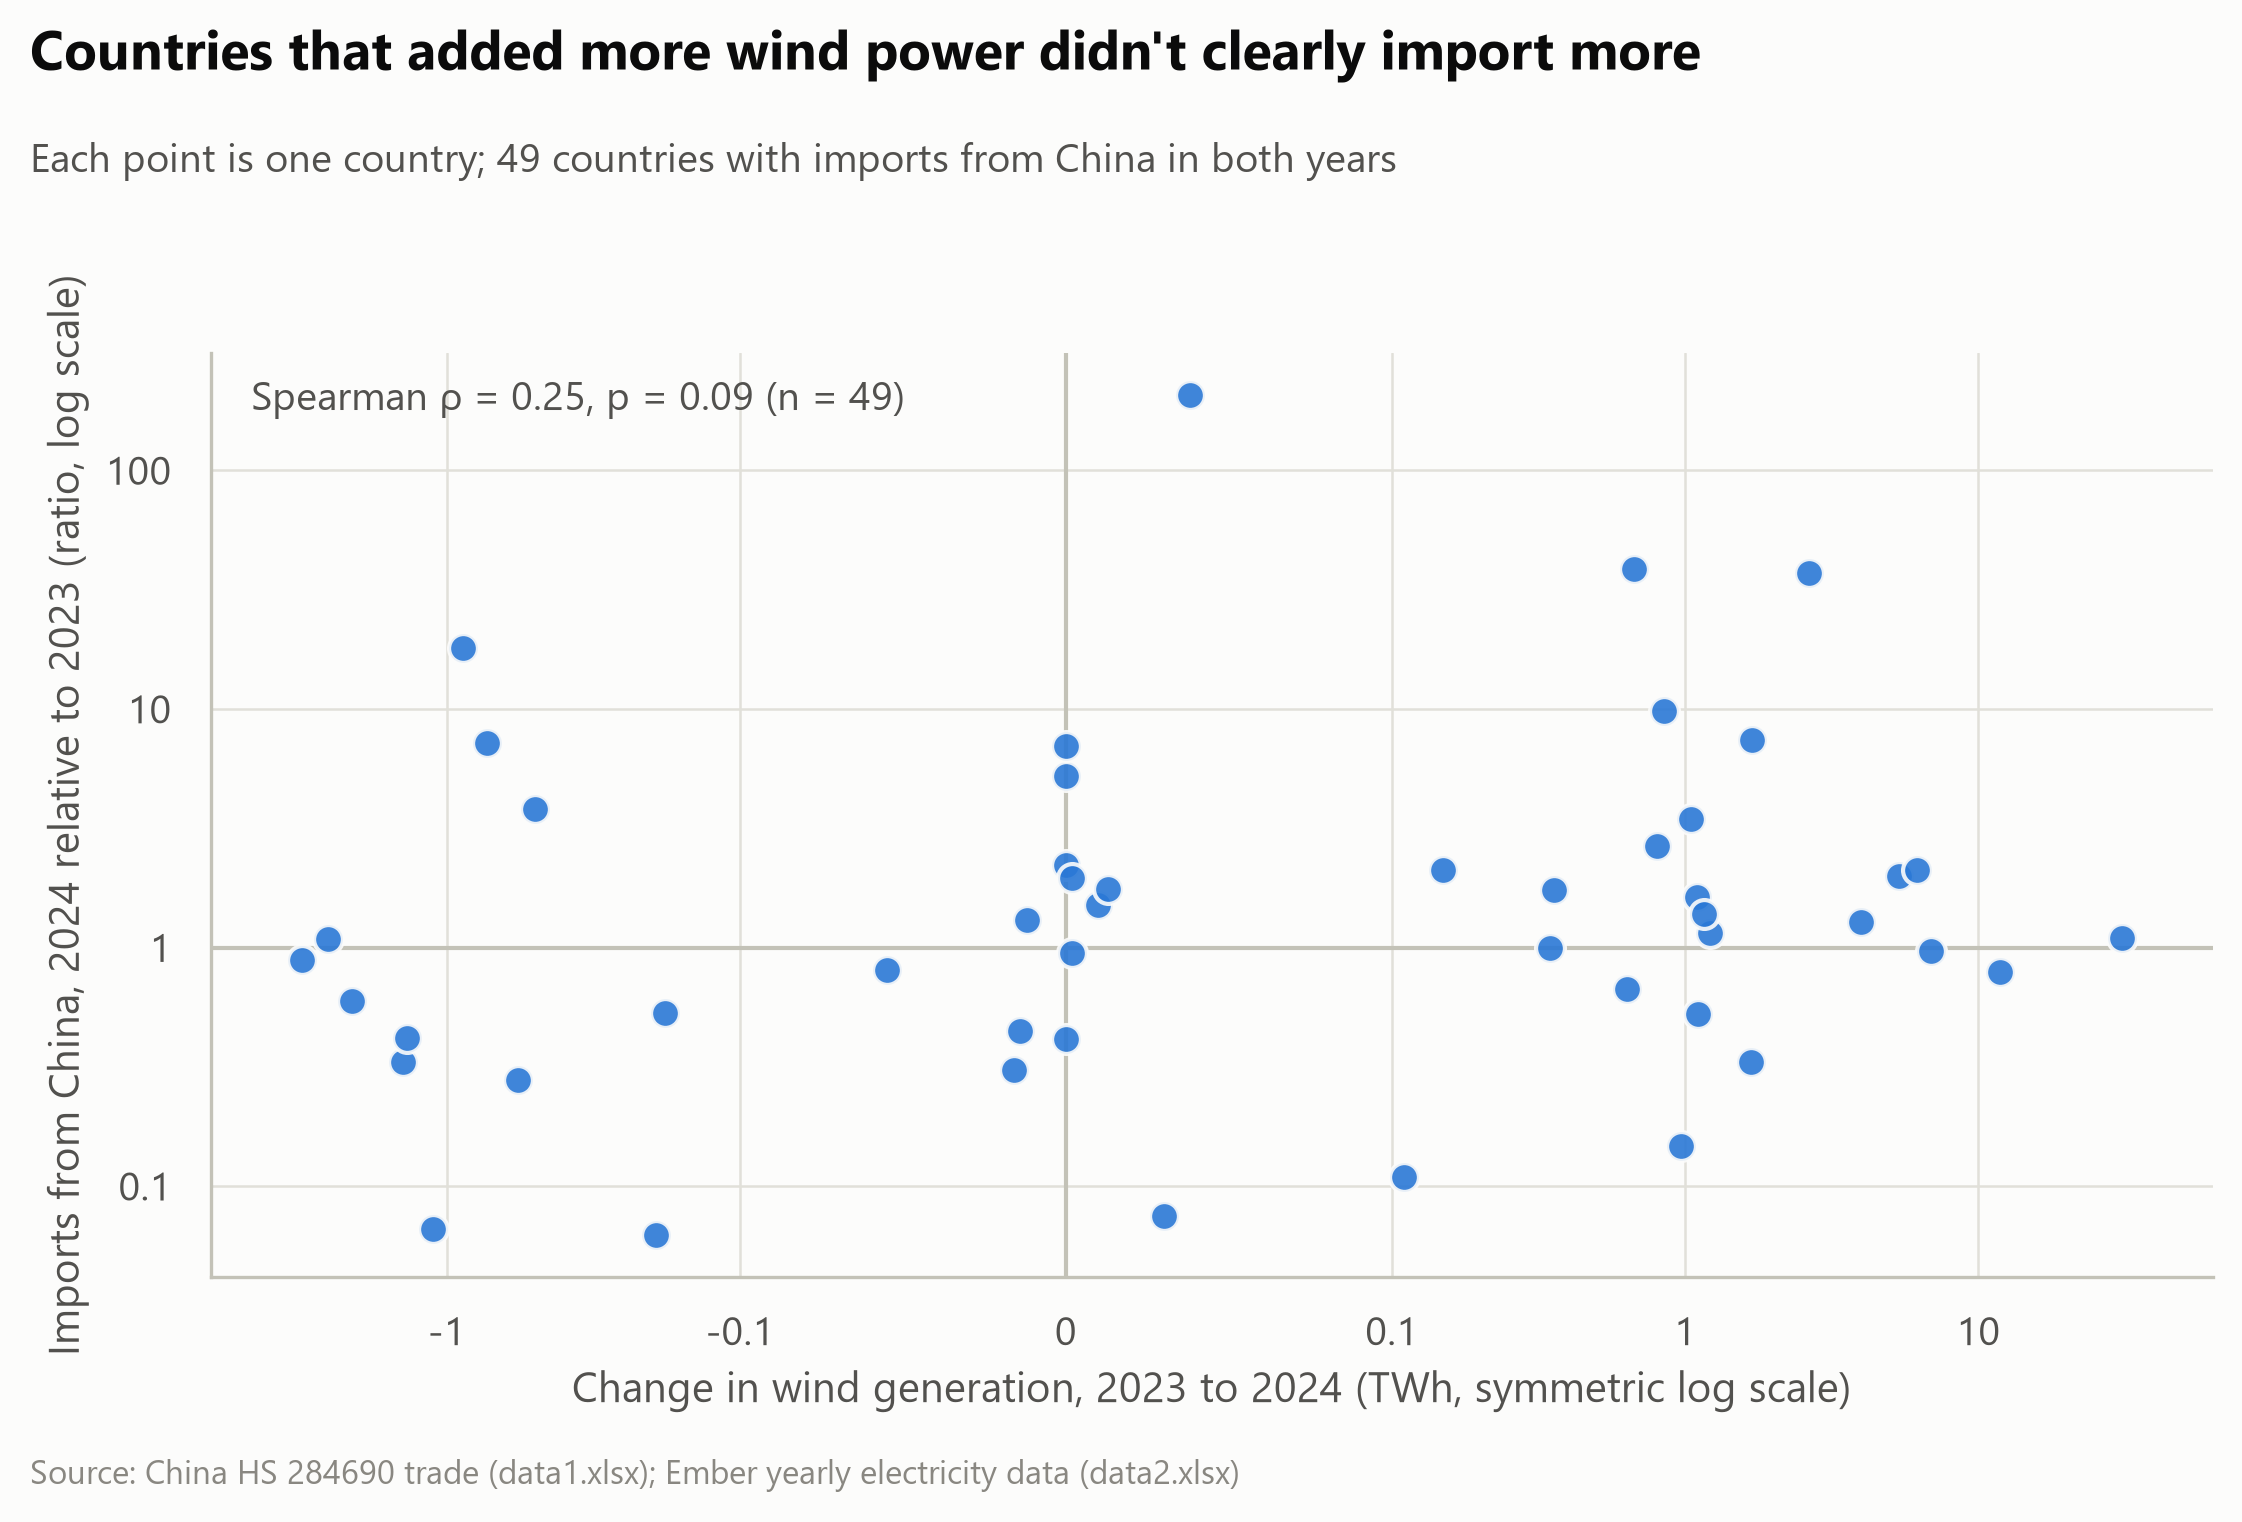 Countries that added more wind power didn't clearly import more
Each point is one country; 49 countries with imports from China in both years
Imports from China, 2024 relative to 2023 (ratio, log scale)
Spearman ρ = 0.25, p = 0.09 (n = 49)
100
10
1
0.1
-1
-0.1
0
0.1
1
10
Change in wind generation, 2023 to 2024 (TWh, symmetric log scale)
Source: China HS 284690 trade (data1.xlsx); Ember yearly electricity data (data2.xlsx)